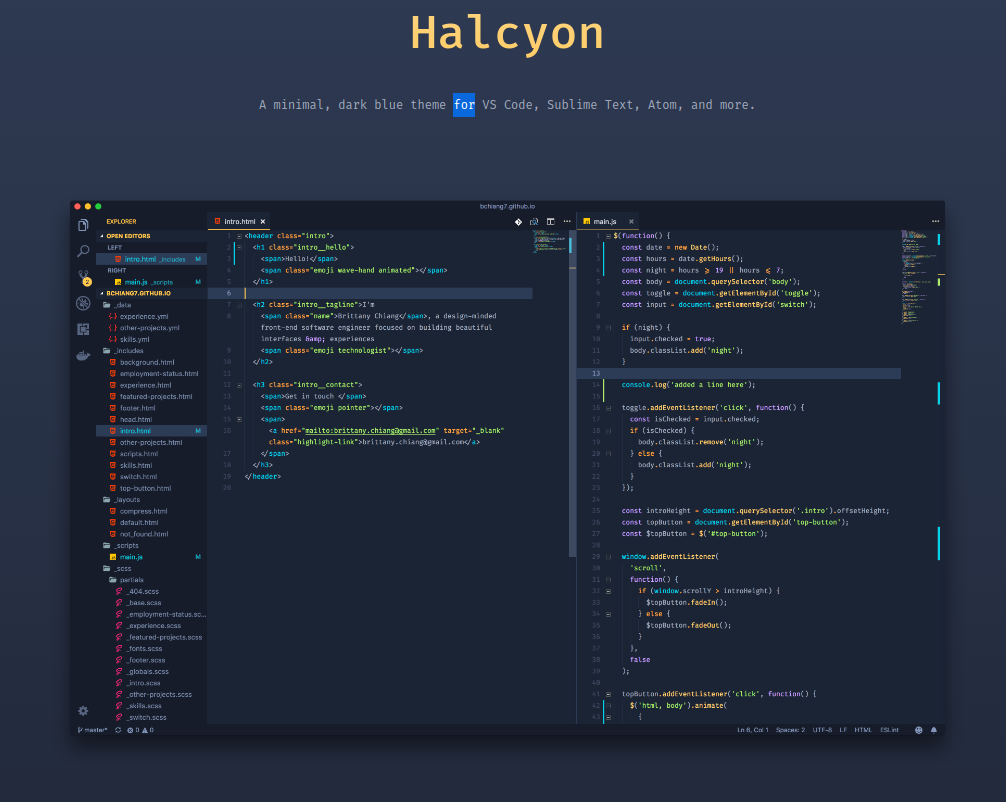 Halcyon
A minimal, dark blue theme for VS Code, Sublime Text, Atom, and more.
bchiang7.github.io
EXPLORER
OPEN EDITORS
LEFT
intro.html _includes M
RIGHT
main.js _scripts M
2
BCHIANG7.GITHUB.IO
_data
experience.yml
other-projects.yml
skills.yml
_includes
background.html
employment-status.html
experience.html
featured-projects.html
footer.html
head.html
intro.html M
other-projects.html
scripts.html
skills.html
switch.html
top-button.html
_layouts
compress.html
default.html
not_found.html
_scripts
main.js M
_scss
partials
_404.scss
_base.scss
_employment-status.sc...
_experience.scss
_featured-projects.scss
_fonts.scss
_footer.scss
_globals.scss
_intro.scss
_other-projects.scss
_skills.scss
_switch.scss
intro.html
1 <header class="intro">
2 <h1 class="intro__hello">
3 <span>Hello!</span>
4 <span class="emoji wave-hand animated"></span>
5 </h1>
6
7 <h2 class="intro__tagline">I'm
8 <span class="name">Brittany Chiang</span>, a design-minded
front-end software engineer focused on building beautiful
interfaces &amp; experiences
9 <span class="emoji technologist"></span>
10 </h2>
11
12 <h3 class="intro__contact">
13 <span>Get in touch </span>
14 <span class="emoji pointer"></span>
15 <span>
16 <a href="mailto:brittany.chiang@gmail.com" target="_blank"
class="highlight-link">brittany.chiang@gmail.com</a>
17 </span>
18 </h3>
19 </header>
20
main.js
1 $(function() {
2 const date = new Date();
3 const hours = date.getHours();
4 const night = hours ⩾ 19 || hours ⩽ 7;
5 const body = document.querySelector('body');
6 const toggle = document.getElementById('toggle');
7 const input = document.getElementById('switch');
8
9 if (night) {
10 input.checked = true;
11 body.classList.add('night');
12 }
13
14 console.log('added a line here');
15
16 toggle.addEventListener('click', function() {
17 const isChecked = input.checked;
18 if (isChecked) {
19 body.classList.remove('night');
20 } else {
21 body.classList.add('night');
22 }
23 });
24
25 const introHeight = document.querySelector('.intro').offsetHeight;
26 const topButton = document.getElementById('top-button');
27 const $topButton = $('#top-button');
28
29 window.addEventListener(
30 'scroll',
31 function() {
32 if (window.scrollY > introHeight) {
33 $topButton.fadeIn();
34 } else {
35 $topButton.fadeOut();
36 }
37 },
38 false
39 );
40
41 topButton.addEventListener('click', function() {
42 $('html, body').animate(
43 {
master* 0 0
Ln 6, Col 1 Spaces: 2 UTF-8 LF HTML ESLint